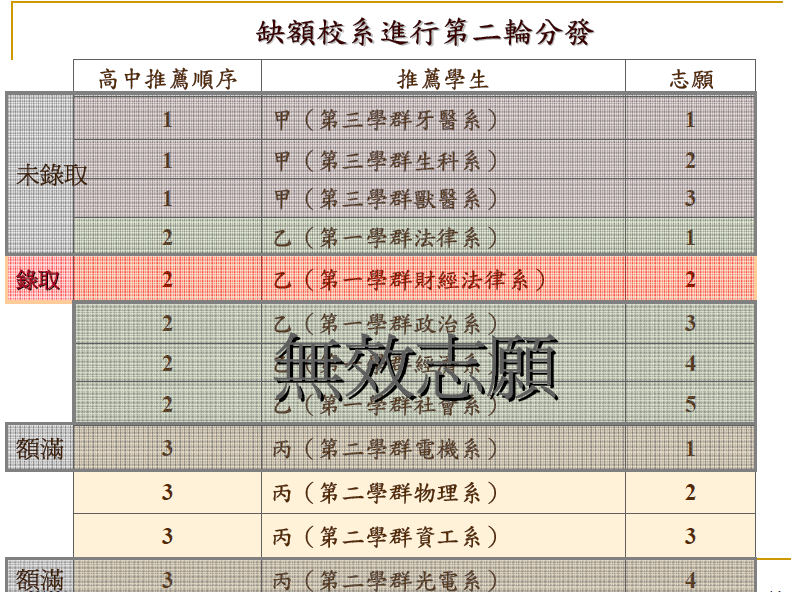 缺額校系進行第二輪分發
高中推薦順序 推薦學生 志願
1 甲（第三學群牙醫系） 1
未錄取 1 甲（第三學群生科系） 2
1 甲（第三學群獸醫系） 3
2 乙（第一學群法律系） 1
錄取 2 乙（第一學群財經法律系） 2
2 乙（第一學群政治系） 3
無效志願
2 乙（第一學群經濟系） 4
2 乙（第一學群社會系） 5
額滿 3 丙（第二學群電機系） 1
3 丙（第二學群物理系） 2
3 丙（第二學群資工系） 3
額滿 3 丙（第二學群光電系） 4